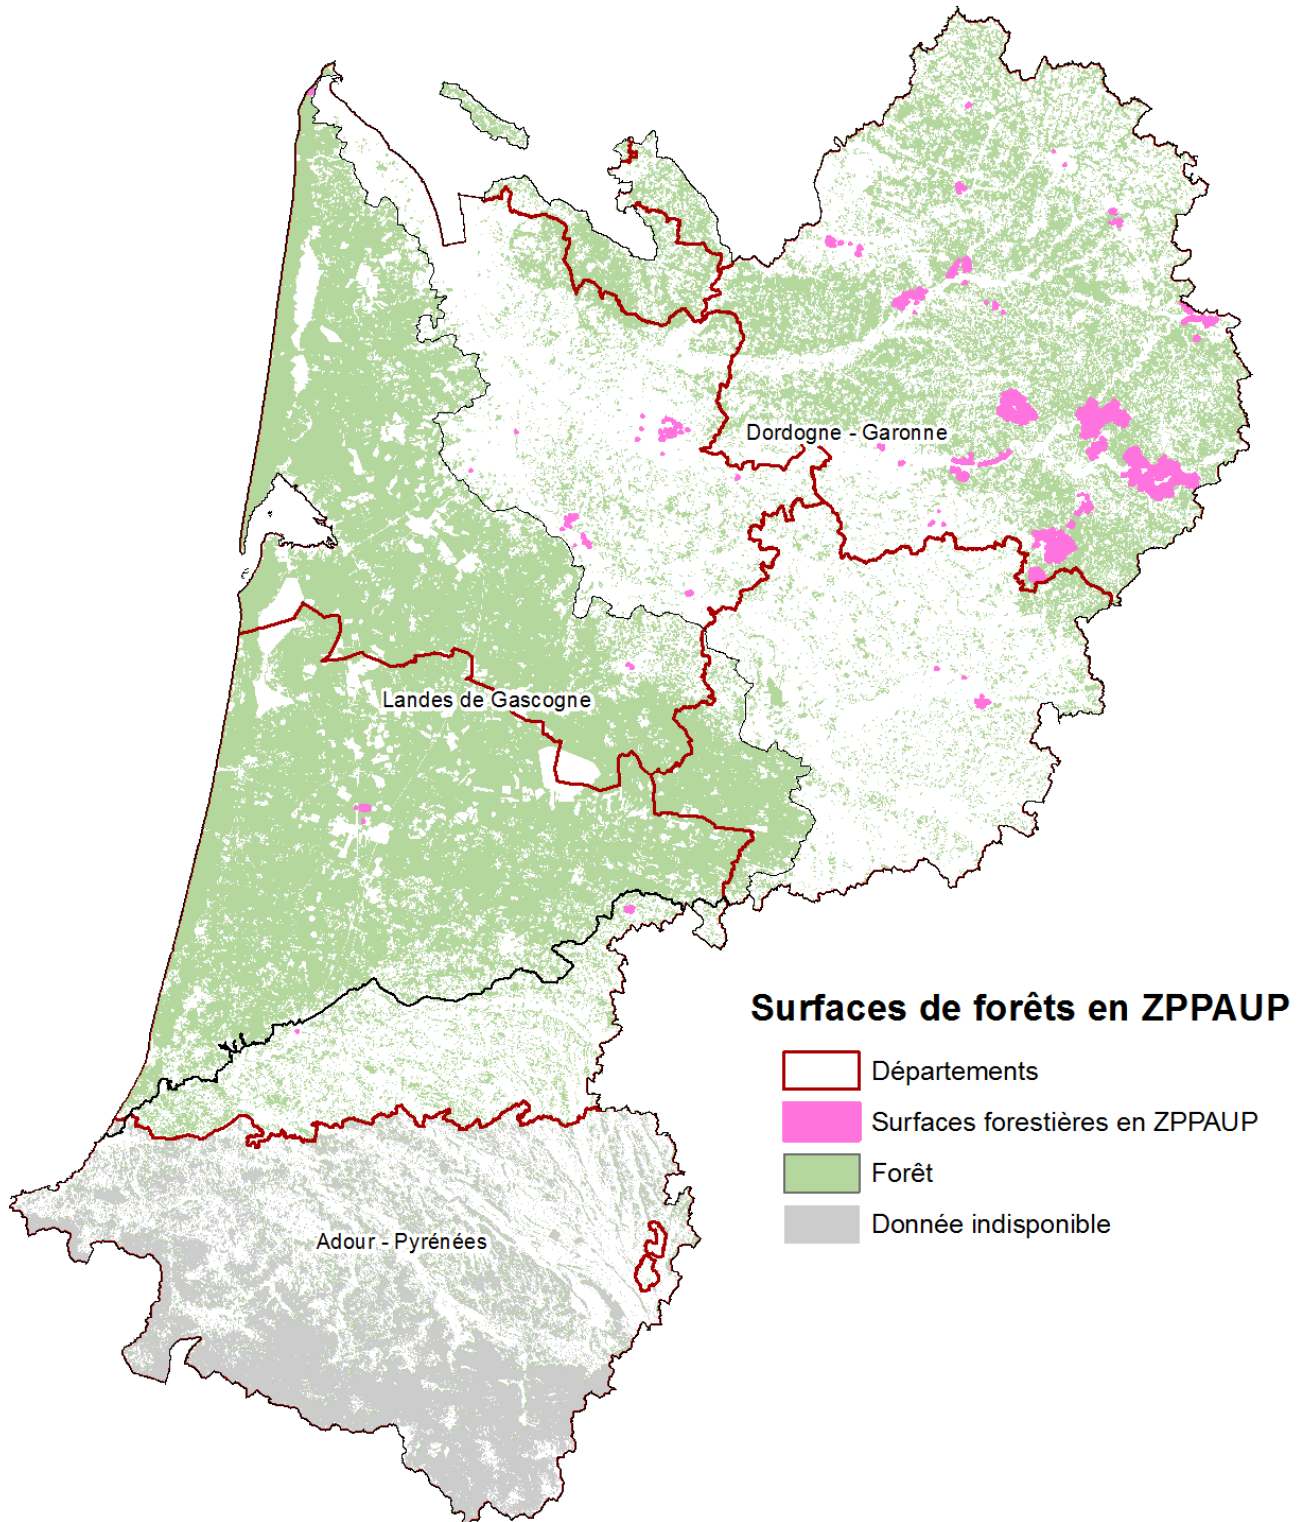 Dordogne - Garonne
Landes de Gascogne
Surfaces de forêts en ZPPAUP
Départements
Surfaces forestières en ZPPAUP
Forêt
Donnée indisponible
Adour - Pyrénées